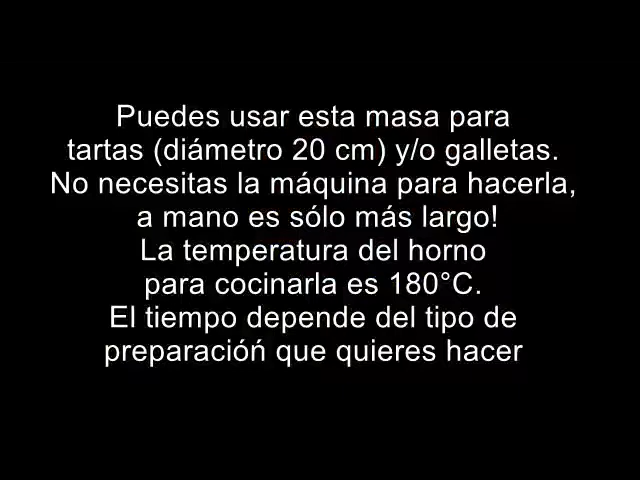 Puedes usar esta masa para
tartas (diámetro 20 cm) y/o galletas.
No necesitas la máquina para hacerla,
a mano es sólo más largo!
La temperatura del horno
para cocinarla es 180°C.
El tiempo depende del tipo de
preparacióń que quieres hacer